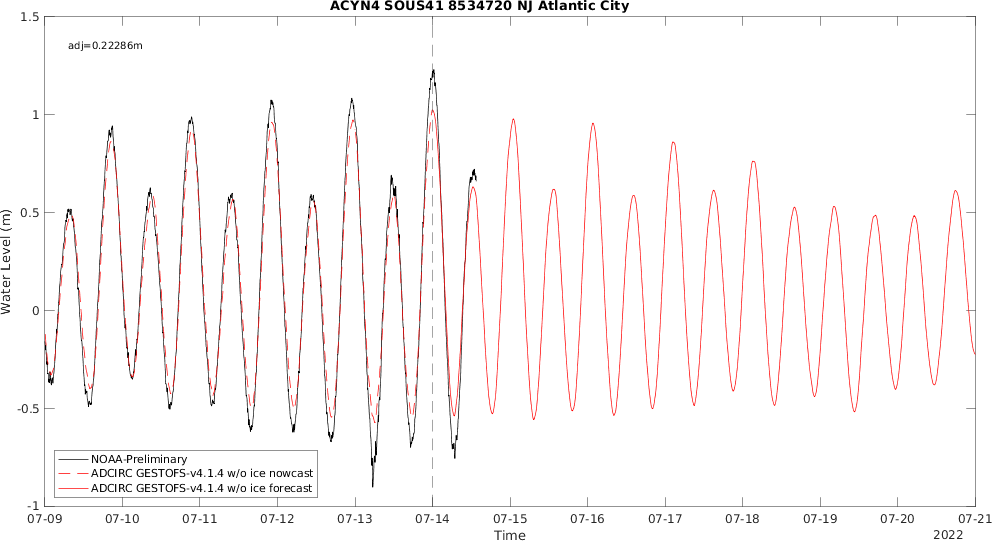 ACYN4 SOUS41 8534720 NJ Atlantic City
adj=0.22286m
1.5
1
0.5
0
-0.5
-1
Water Level (m)
NOAA-Preliminary
ADCIRC GESTOFS-v4.1.4 w/o ice nowcast
ADCIRC GESTOFS-v4.1.4 w/o ice forecast
07-09 07-10 07-11 07-12 07-13 07-14 07-15 07-16 07-17 07-18 07-19 07-20 07-21
Time
2022